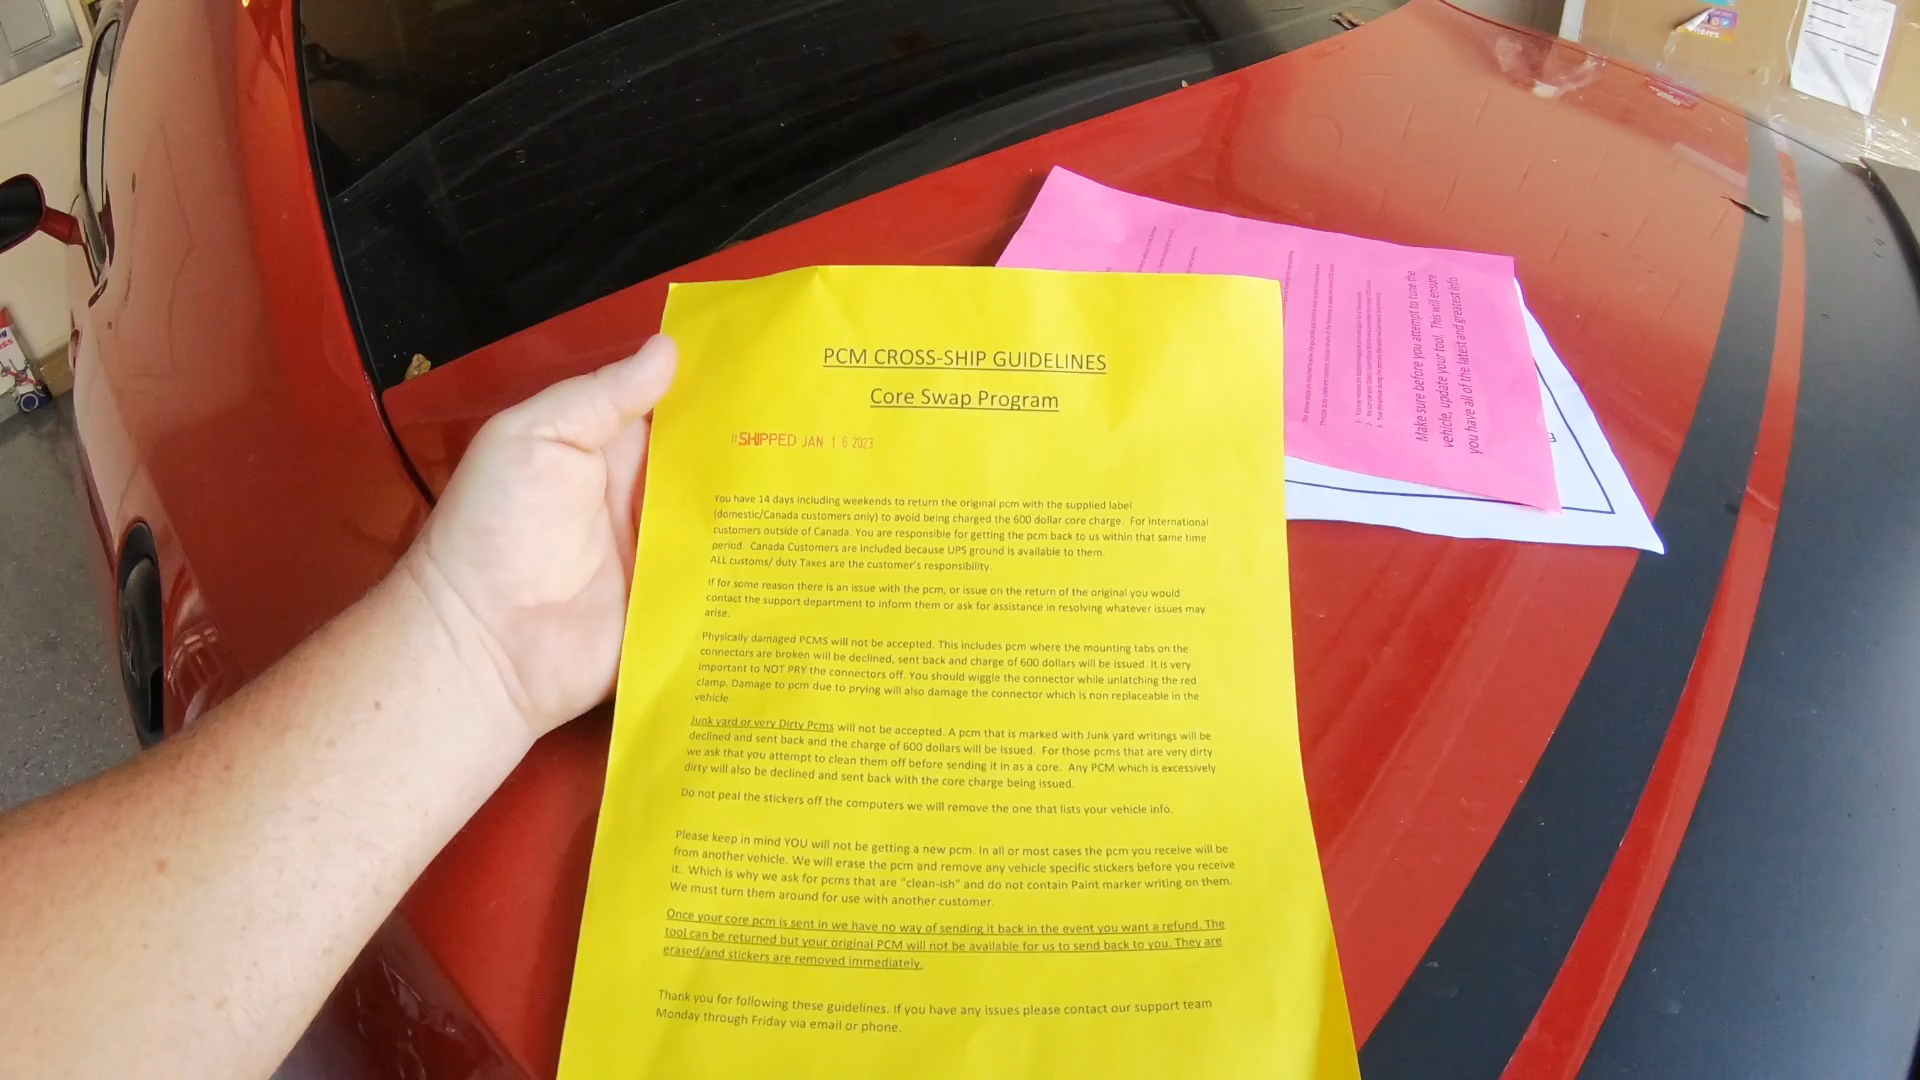 PCM CROSS-SHIP GUIDELINES
Core Swap Program
SHIPPED JAN 16 2023
You have 14 days including weekends to return the original pcm with the supplied label
(domestic/Canada customers only) to avoid being charged the 600 dollar core charge. For international
customers outside of Canada. You are responsible for getting the pcm back to us within that same time
period. Canada Customers are included because UPS ground is available to them.
ALL customs/ duty Taxes are the customer's responsibility.
If for some reason there is an issue with the pcm, or issue on the return of the original you would
contact the support department to inform them or ask for assistance in resolving whatever issues may
arise.
Physically damaged PCMS will not be accepted. This includes pcm where the mounting tabs on the
connectors are broken will be declined, sent back and charge of 600 dollars will be issued. It is very
important to NOT PRY the connectors off. You should wiggle the connector while unlatching the red
clamp. Damage to pcm due to prying will also damage the connector which is non replaceable in the
vehicle.
Junk yard or very Dirty Pcms will not be accepted. A pcm that is marked with Junk yard writings will be
declined and sent back and the charge of 600 dollars will be issued. For those pcms that are very dirty
we ask that you attempt to clean them off before sending it in as a core. Any PCM which is excessively
dirty will also be declined and sent back with the core charge being issued.
Do not peal the stickers off the computers we will remove the one that lists your vehicle info.
Please keep in mind YOU will not be getting a new pcm. In all or most cases the pcm you receive will be
from another vehicle. We will erase the pcm and remove any vehicle specific stickers before you receive
it. Which is why we ask for pcms that are "clean-ish" and do not contain Paint marker writing on them.
We must turn them around for use with another customer.
Once your core pcm is sent in we have no way of sending it back in the event you want a refund. The
tool can be returned but your original PCM will not be available for us to send back to you. They are
erased/and stickers are removed immediately.
Thank you for following these guidelines. If you have any issues please contact our support team
Monday through Friday via email or phone.
Make sure before you attempt to tune the
vehicle, update your tool. This will ensure
you have all of the latest and greatest info